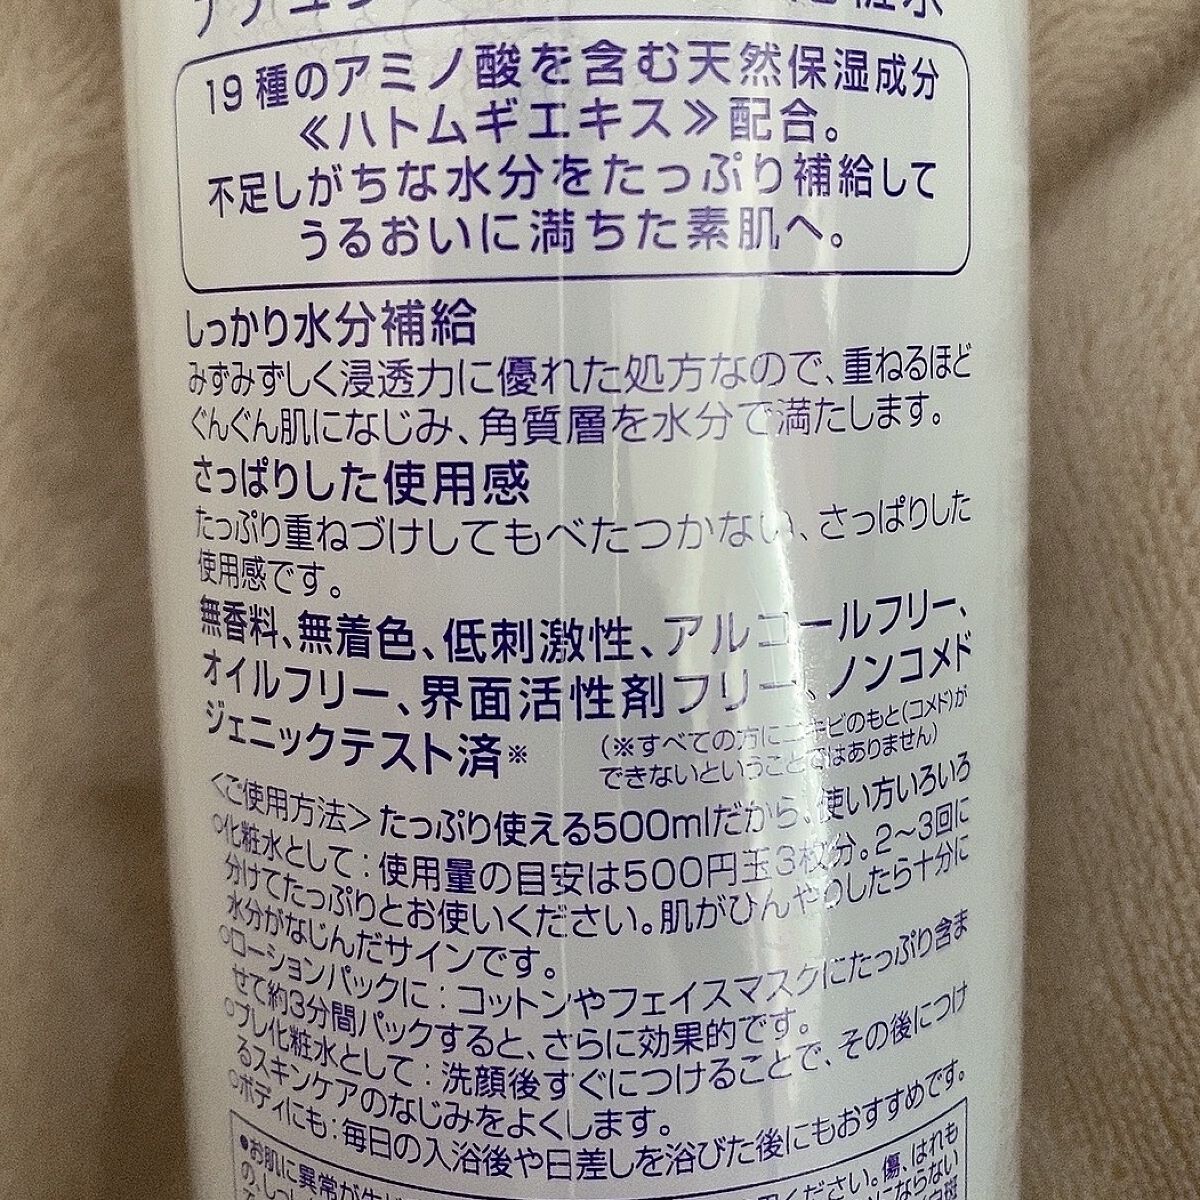 19種のアミノ酸を含む天然保湿成分
≪ハトムギエキス≫配合。
不足しがちな水分をたっぷり補給して
うるおいに満ちた素肌へ。
しっかり水分補給
みずみずしく浸透力に優れた処方なので、重ねるほど
ぐんぐん肌になじみ、角質層を水分で満たします。
さっぱりした使用感
たっぷり重ねづけしてもべたつかない、さっぱりした
使用感です。
無香料、無着色、低刺激性、アルコールフリー、
オイルフリー、界面活性剤フリー、ノンコメド
ジェニックテスト済※
(※すべての方にニキビのもと(コメド)が
できないということではありません)
<ご使用方法>たっぷり使える500mlだから、使い方いろいろ
○化粧水として:使用量の目安は500円玉3枚分。2～3回に
分けてたっぷりとお使いください。肌がひんやりしたら十分に
水分がなじんだサインです。
○ローションパックに:コットンやフェイスマスクにたっぷり含ま
せて約3分間パックすると、さらに効果的です。
○プレ化粧水として:洗顔後すぐにつけることで、その後につけ
るスキンケアのなじみをよくします。
○ボディにも:毎日の入浴後や日差しを浴びた後にもおすすめです。
●お肌に異常が ください。傷、はれも
にならない